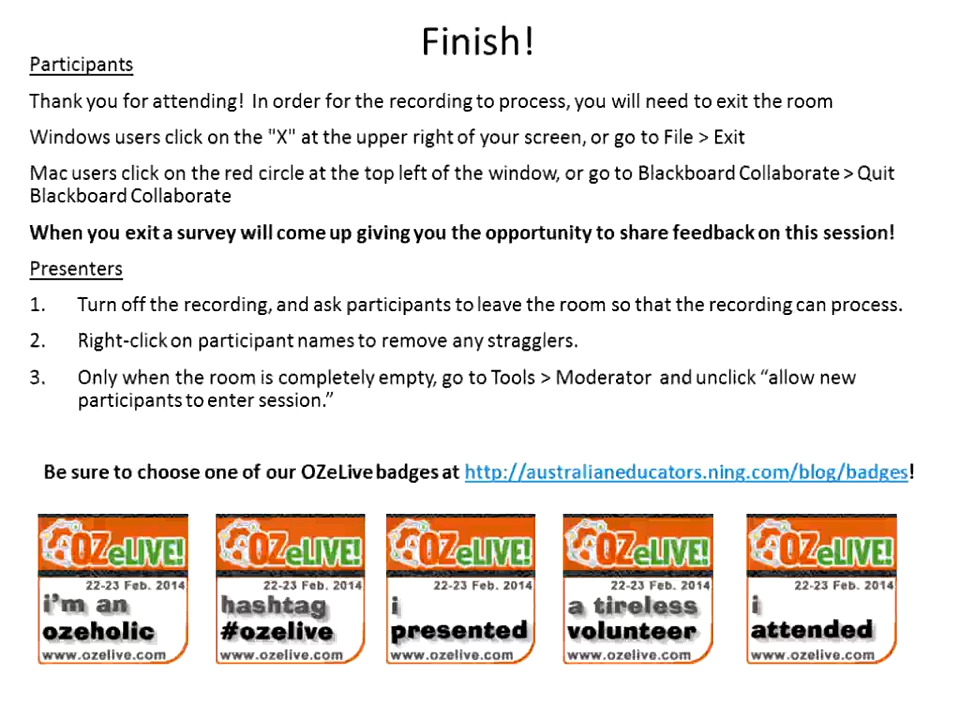 Finish!
Participants
Thank you for attending! In order for the recording to process, you will need to exit the room
Windows users click on the "X" at the upper right of your screen, or go to File > Exit
Mac users click on the red circle at the top left of the window, or go to Blackboard Collaborate > Quit
Blackboard Collaborate
When you exit a survey will come up giving you the opportunity to share feedback on this session!
Presenters
1. Turn off the recording, and ask participants to leave the room so that the recording can process.
2. Right-click on participant names to remove any stragglers.
3. Only when the room is completely empty, go to Tools > Moderator and unclick “allow new
participants to enter session.”
Be sure to choose one of our OZeLive badges at http://australianeducators.ning.com/blog/badges!
OZeLIVE!
22-23 Feb. 2014
i'm an
ozeholic
www.ozelive.com
OZeLIVE!
22-23 Feb. 2014
hashtag
#ozelive
www.ozelive.com
OZeLIVE!
22-23 Feb. 2014
i
presented
www.ozelive.com
OZeLIVE!
22-23 Feb. 2014
a tireless
volunteer
www.ozelive.com
OZeLIVE!
22-23 Feb. 2014
i
attended
www.ozelive.com